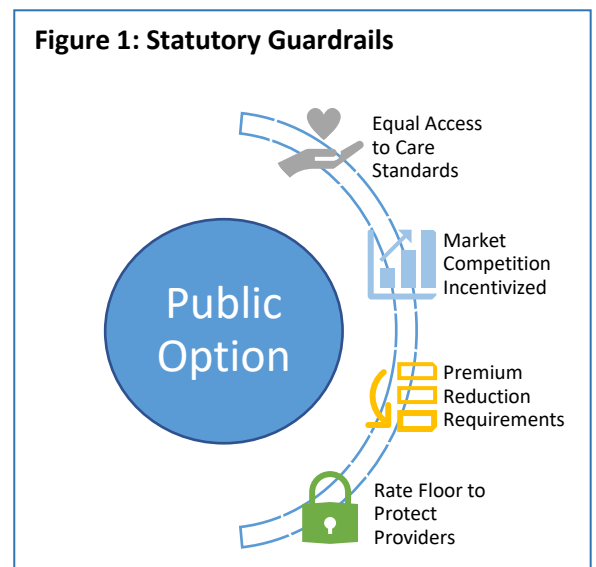 Figure 1: Statutory Guardrails
Equal Access
to Care
Standards
Market
Competition
Incentivized
Public
Option
Premium
Reduction
Requirements
Rate Floor to
Protect
Providers